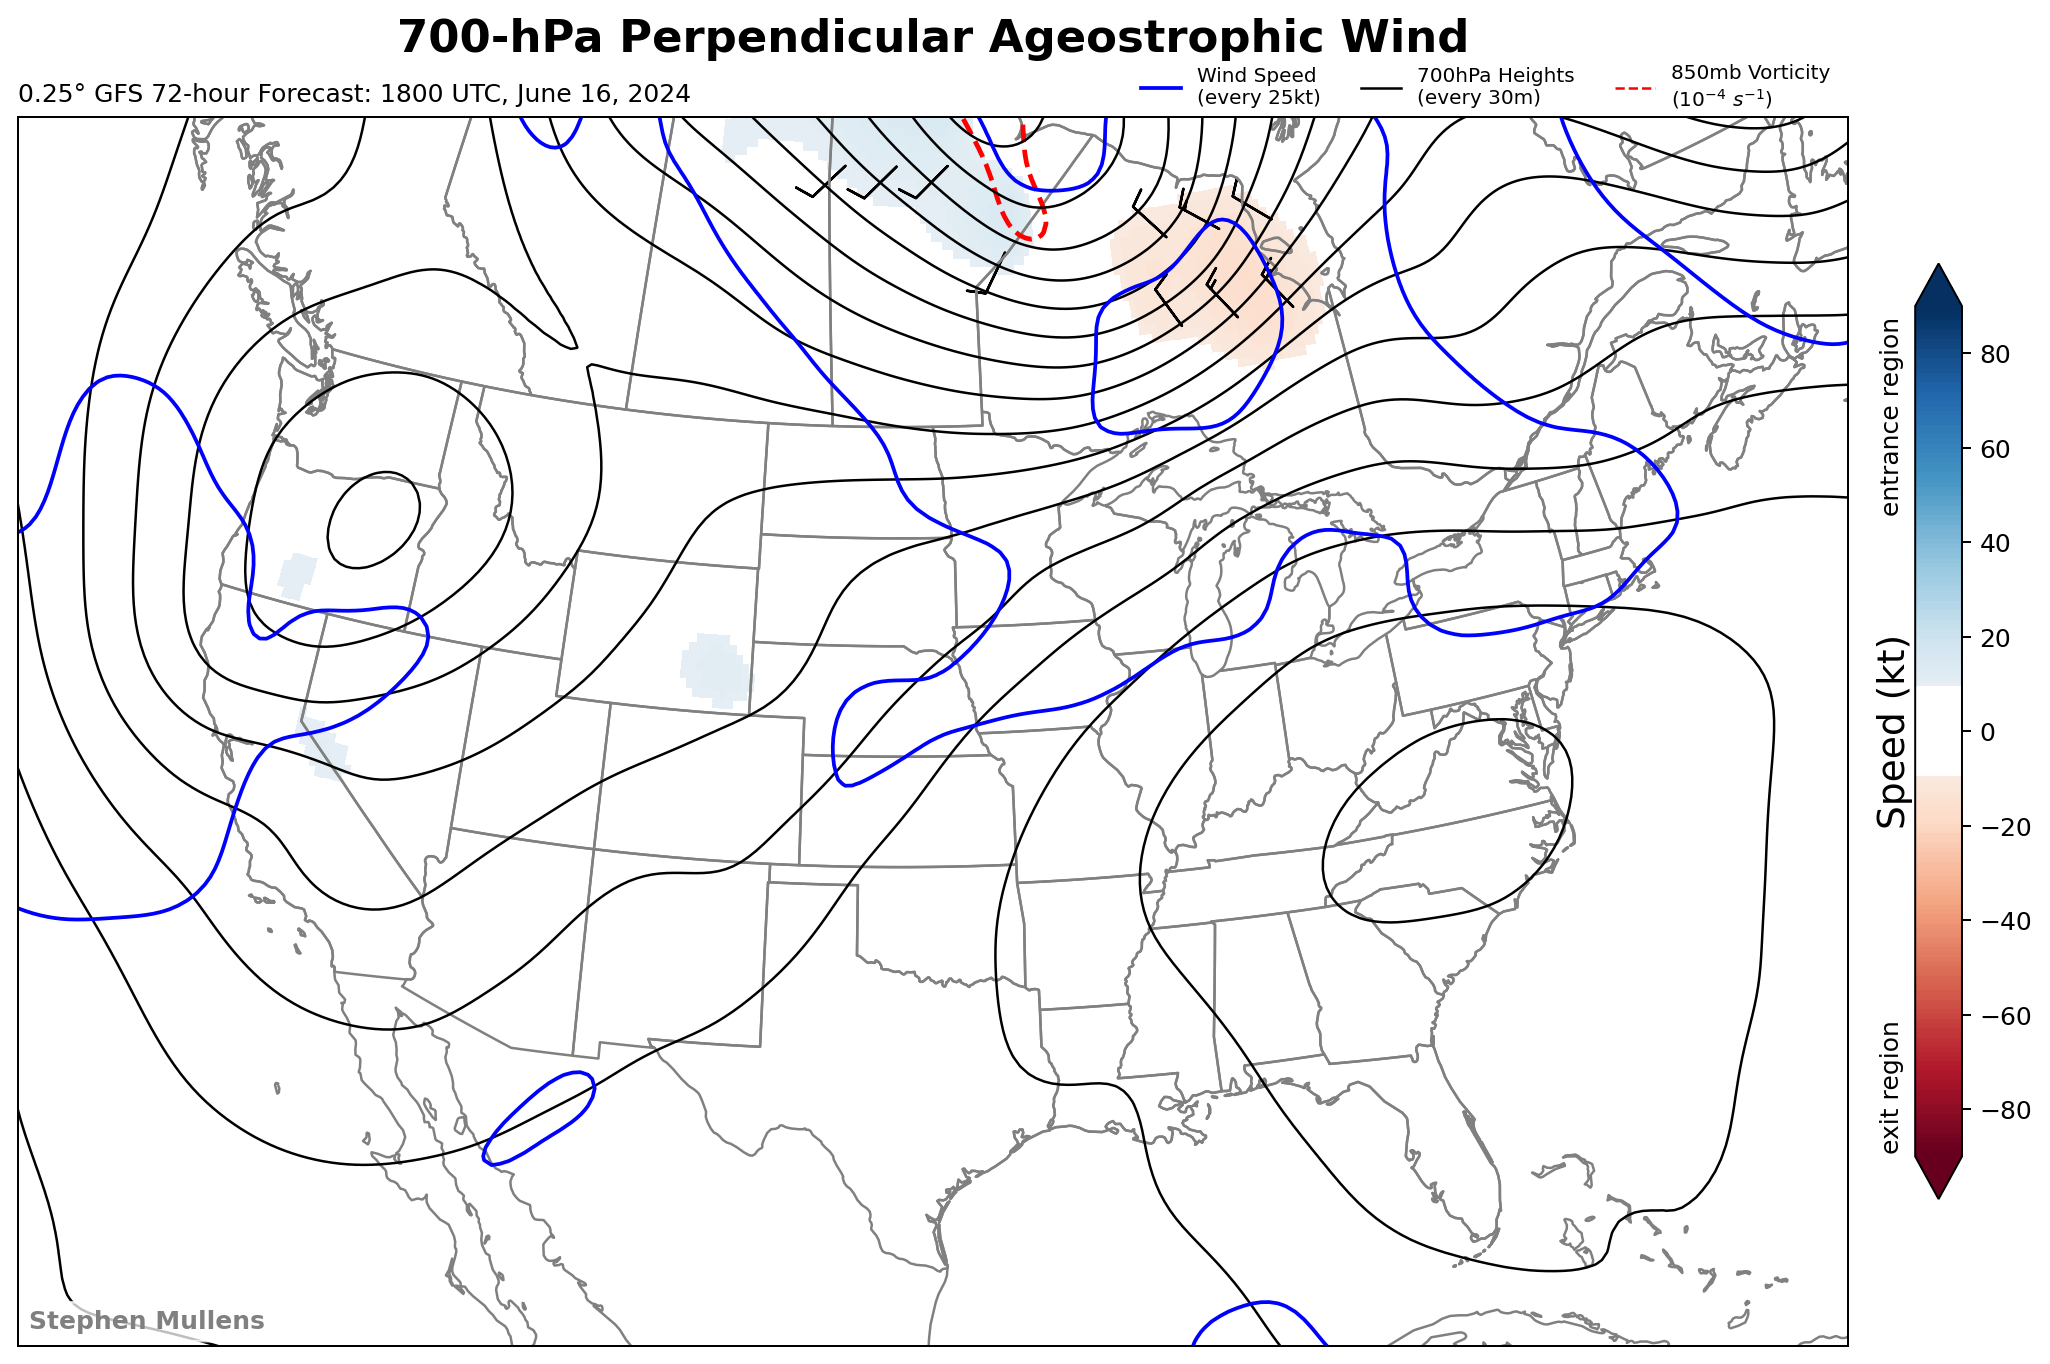 700-hPa Perpendicular Ageostrophic Wind
0.25° GFS 72-hour Forecast: 1800 UTC, June 16, 2024
Wind Speed
(every 25kt)
700hPa Heights
(every 30m)
850mb Vorticity
(10⁻⁴ s⁻¹)
entrance region
Speed (kt)
exit region
80
60
40
20
0
−20
−40
−60
−80
Stephen Mullens